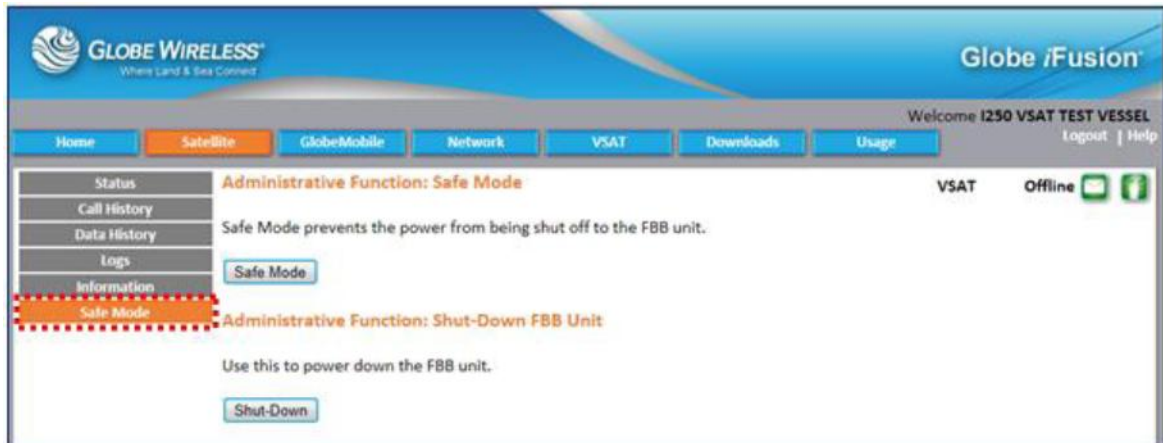 GLOBE WIRELESS
Where Land & Sea Connect
Globe iFusion
Welcome I250 VSAT TEST VESSEL
Logout | Help
Home Satellite GlobeMobile Network VSAT Downloads Usage
Status
Call History
Data History
Logs
Information
Safe Mode
Administrative Function: Safe Mode
VSAT Offline
Safe Mode prevents the power from being shut off to the FBB unit.
Safe Mode
Administrative Function: Shut-Down FBB Unit
Use this to power down the FBB unit.
Shut-Down